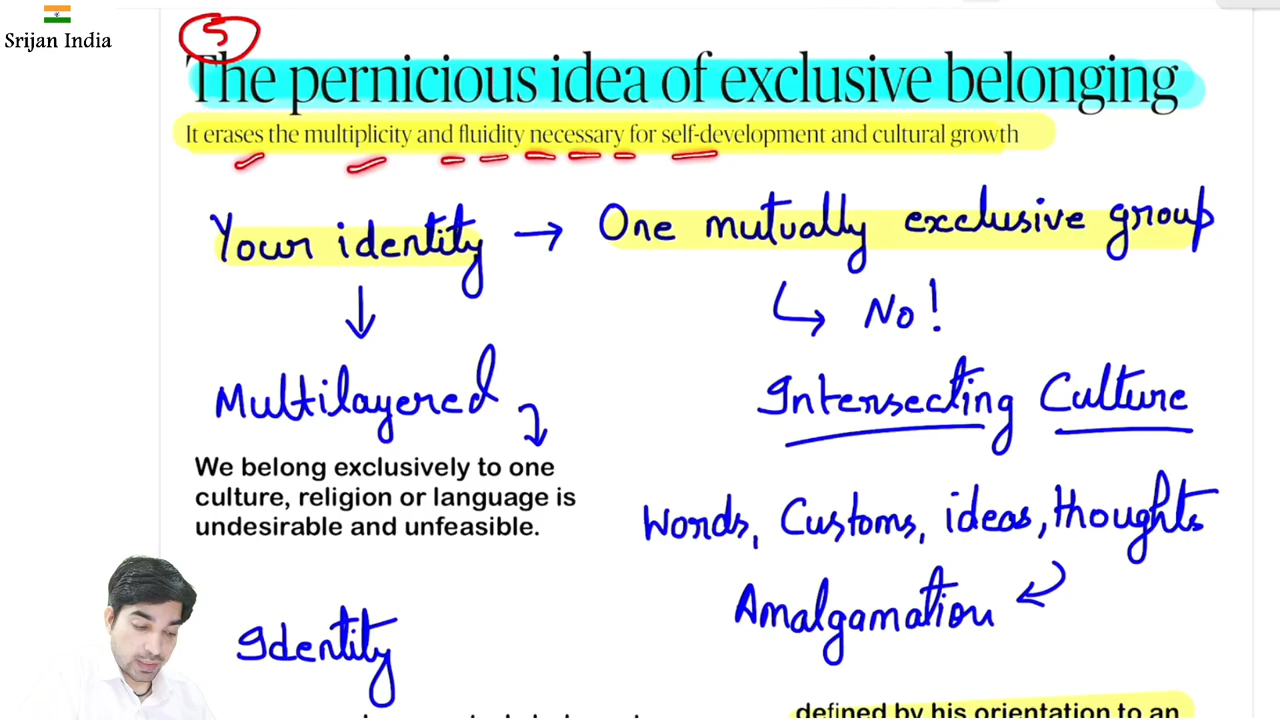 Srijan India
5
The pernicious idea of exclusive belonging
It erases the multiplicity and fluidity necessary for self-development and cultural growth
Your identity → One mutually exclusive group
No!
Multilayered
Intersecting Culture
We belong exclusively to one
culture, religion or language is
undesirable and unfeasible.
Words, Customs, ideas, thoughts
Amalgamation
Identity
defined by his orientation to an